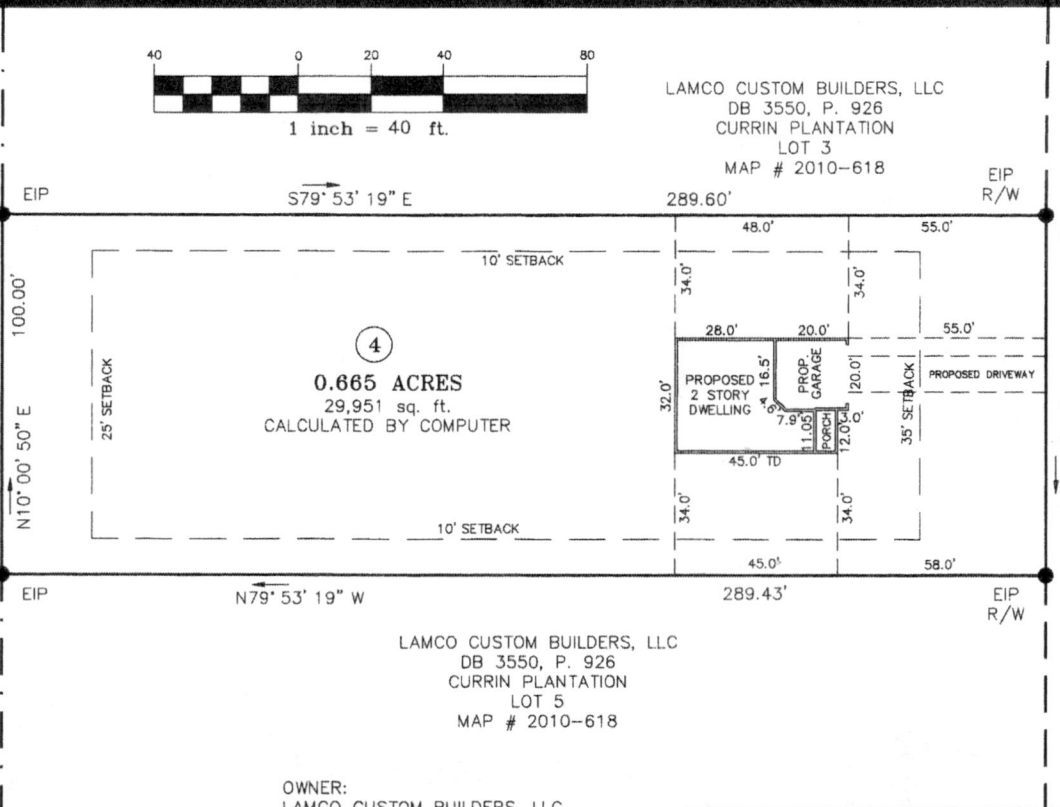 40 0 20 40 80
1 inch = 40 ft.
LAMCO CUSTOM BUILDERS, LLC
DB 3550, P. 926
CURRIN PLANTATION
LOT 3
MAP # 2010-618
EIP
R/W
EIP
S79° 53' 19" E
289.60'
48.0'
55.0'
10' SETBACK
34.0'
34.0'
100.00'
N10° 00' 50" E
25' SETBACK
4
0.665 ACRES
29,951 sq. ft.
CALCULATED BY COMPUTER
28.0'
20.0'
55.0'
32.0'
PROPOSED
2 STORY
DWELLING
16.5'
PROP.
GARAGE
20.0'
PROPOSED DRIVEWAY
35' SETBACK
7.9'
11.05'
PORCH
3.0'
12.0'
45.0' TD
34.0'
34.0'
10' SETBACK
45.0'
58.0'
EIP
N79° 53' 19" W
289.43'
EIP
R/W
LAMCO CUSTOM BUILDERS, LLC
DB 3550, P. 926
CURRIN PLANTATION
LOT 5
MAP # 2010-618
OWNER:
LAMCO CUSTOM BUILDERS, LLC